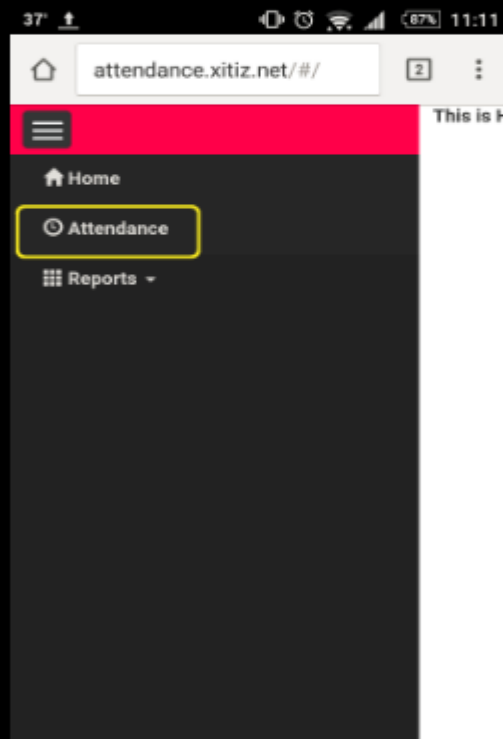 37° 87% 11:11
attendance.xitiz.net/#/ 2
This is
Home
Attendance
Reports